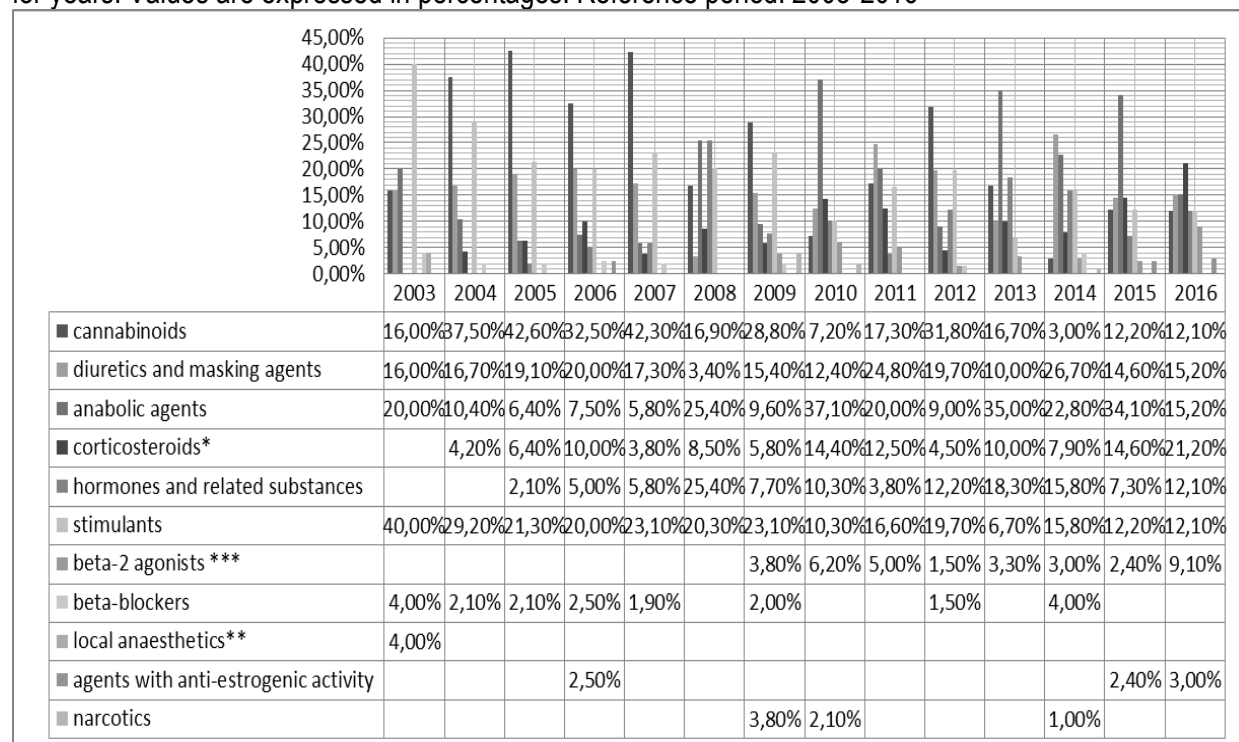 for years. Values are expressed in percentages. Reference period: 2003-2016
45,00%
40,00%
35,00%
30,00%
25,00%
20,00%
15,00%
10,00%
5,00%
0,00%
2003 2004 2005 2006 2007 2008 2009 2010 2011 2012 2013 2014 2015 2016
cannabinoids 16,00% 37,50% 42,60% 32,50% 42,30% 16,90% 28,80% 7,20% 17,30% 31,80% 16,70% 3,00% 12,20% 12,10%
diuretics and masking agents 16,00% 16,70% 19,10% 20,00% 17,30% 3,40% 15,40% 12,40% 24,80% 19,70% 10,00% 26,70% 14,60% 15,20%
anabolic agents 20,00% 10,40% 6,40% 7,50% 5,80% 25,40% 9,60% 37,10% 20,00% 9,00% 35,00% 22,80% 34,10% 15,20%
corticosteroids* 4,20% 6,40% 10,00% 3,80% 8,50% 5,80% 14,40% 12,50% 4,50% 10,00% 7,90% 14,60% 21,20%
hormones and related substances 2,10% 5,00% 5,80% 25,40% 7,70% 10,30% 3,80% 12,20% 18,30% 15,80% 7,30% 12,10%
stimulants 40,00% 29,20% 21,30% 20,00% 23,10% 20,30% 23,10% 10,30% 16,60% 19,70% 6,70% 15,80% 12,20% 12,10%
beta-2 agonists *** 3,80% 6,20% 5,00% 1,50% 3,30% 3,00% 2,40% 9,10%
beta-blockers 4,00% 2,10% 2,10% 2,50% 1,90% 2,00% 1,50% 4,00%
local anaesthetics** 4,00%
agents with anti-estrogenic activity 2,50% 2,40% 3,00%
narcotics 3,80% 2,10% 1,00%